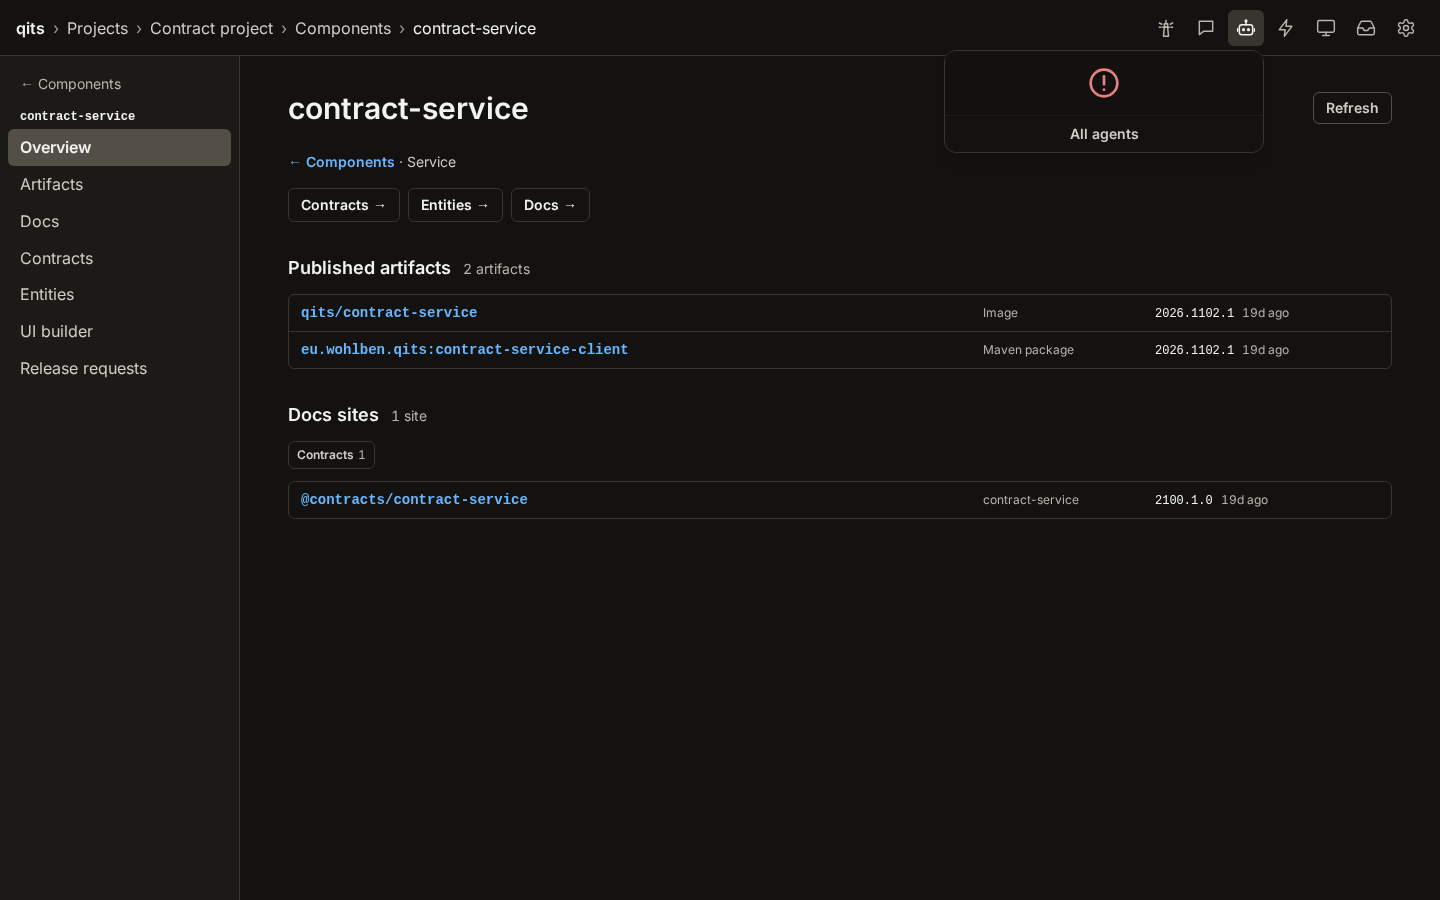 qits › Projects › Contract project › Components › contract-service
← Components
contract-service
Overview
Artifacts
Docs
Contracts
Entities
UI builder
Release requests
All agents
contract-service
Refresh
← Components · Service
Contracts →
Entities →
Docs →
Published artifacts 2 artifacts
qits/contract-service Image 2026.1102.1 19d ago
eu.wohlben.qits:contract-service-client Maven package 2026.1102.1 19d ago
Docs sites 1 site
Contracts 1
@contracts/contract-service contract-service 2100.1.0 19d ago